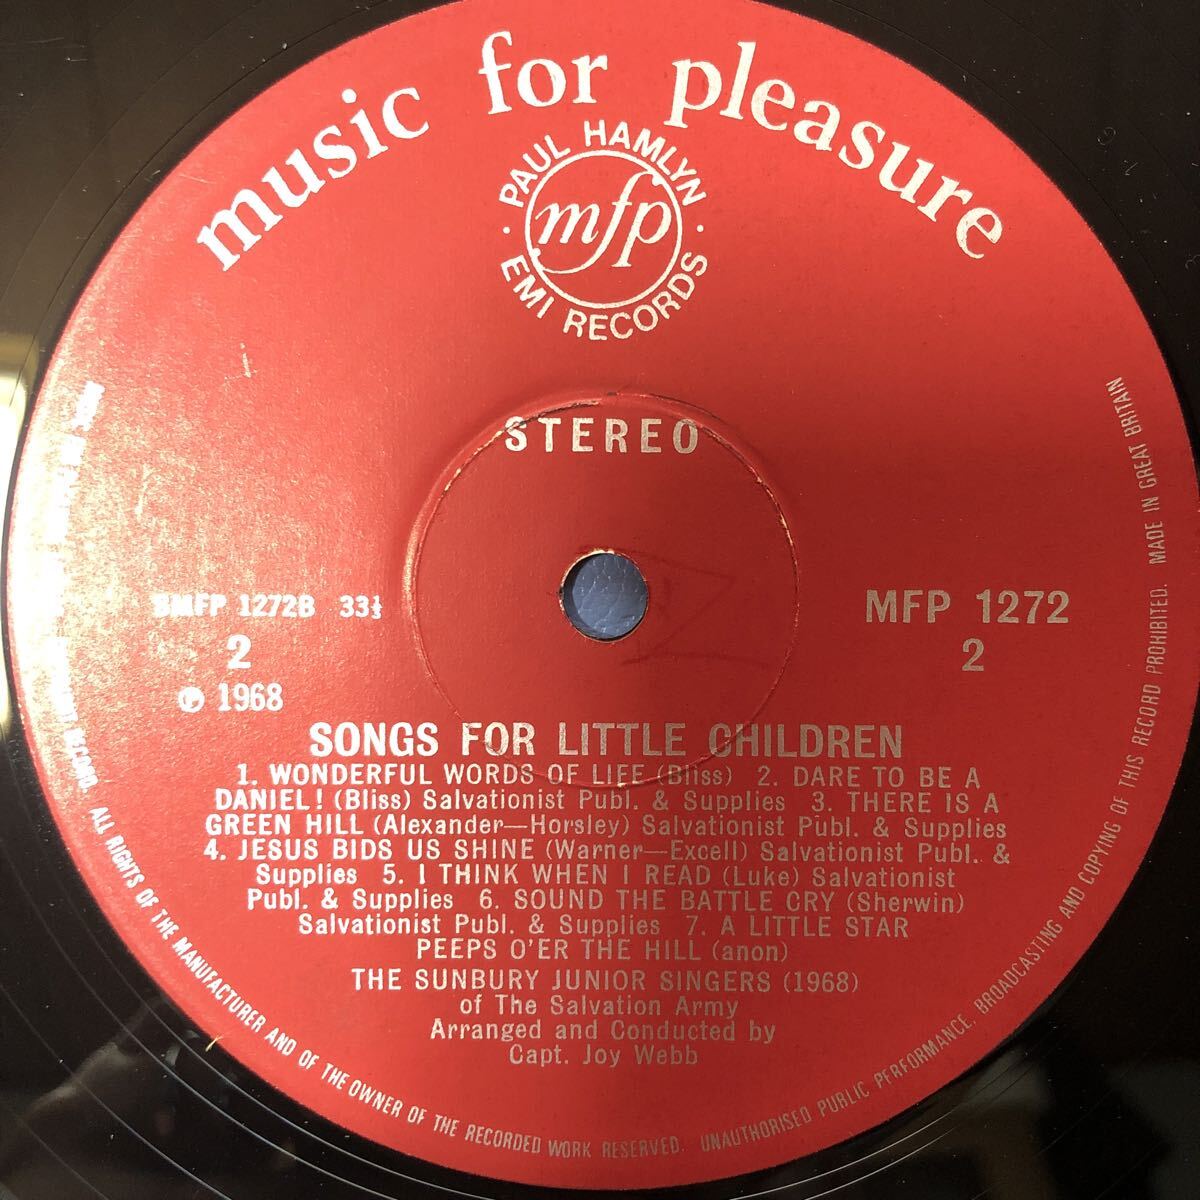 music for pleasure
PAUL HAMLYN
mfp
· EMI RECORDS ·
STEREO
SMFP 1272B 33⅓
2
℗ 1968
MFP 1272
2
SONGS FOR LITTLE CHILDREN
1. WONDERFUL WORDS OF LIFE (Bliss) 2. DARE TO BE A
DANIEL! (Bliss) Salvationist Publ. & Supplies 3. THERE IS A
GREEN HILL (Alexander—Horsley) Salvationist Publ. & Supplies
4. JESUS BIDS US SHINE (Warner—Excell) Salvationist Publ. &
Supplies 5. I THINK WHEN I READ (Luke) Salvationist
Publ. & Supplies 6. SOUND THE BATTLE CRY (Sherwin)
Salvationist Publ. & Supplies 7. A LITTLE STAR
PEEPS O'ER THE HILL (anon)
THE SUNBURY JUNIOR SINGERS (1968)
of The Salvation Army
Arranged and Conducted by
Capt. Joy Webb
RECORD. ALL RIGHTS OF THE MANUFACTURER AND OF THE OWNER OF THE RECORDED WORK RESERVED. UNAUTHORISED PUBLIC PERFORMANCE, BROADCASTING AND COPYING OF THIS RECORD PROHIBITED. MADE IN GREAT BRITAIN